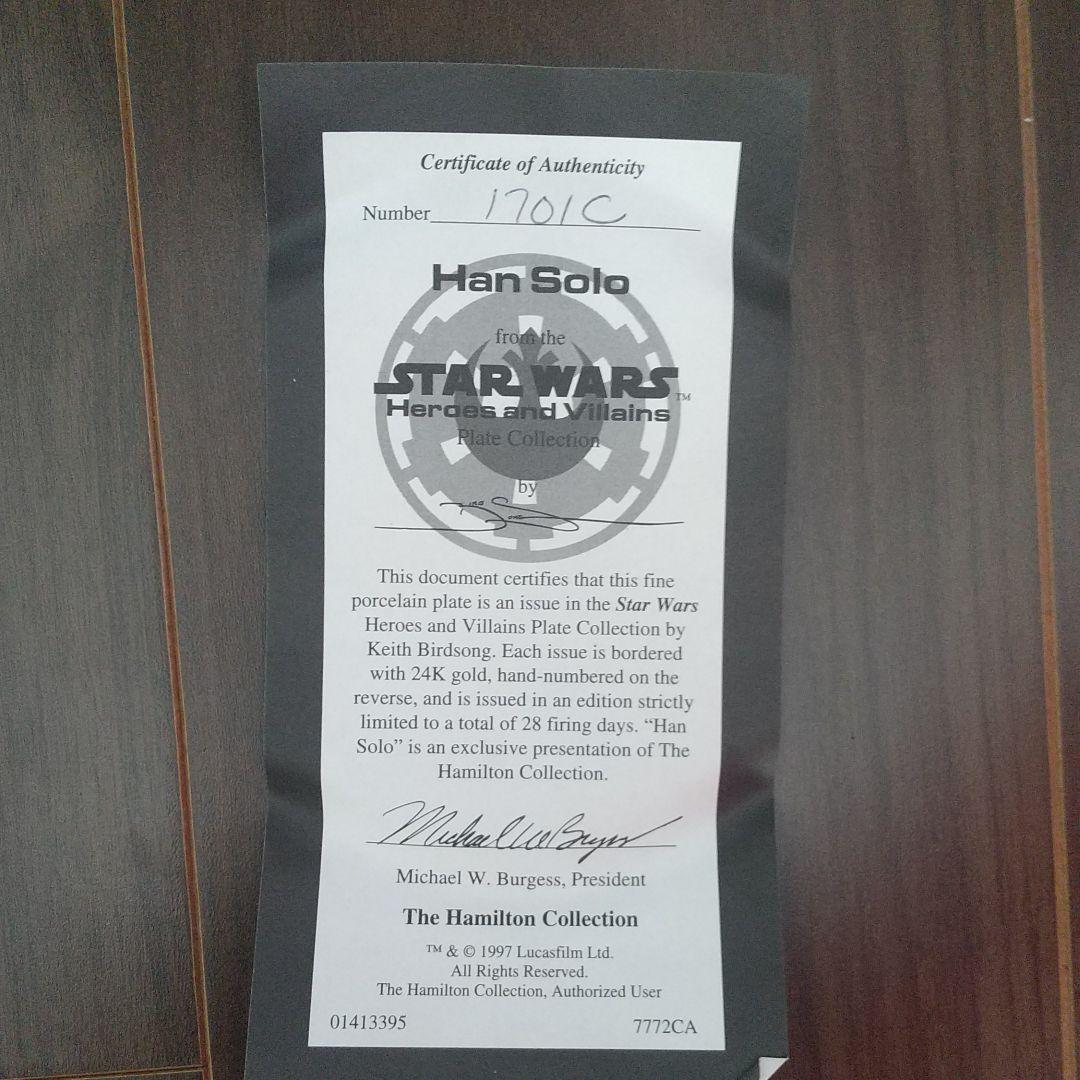 Certificate of Authenticity
Number 1701C
Han Solo
from the
STAR WARS™
Heroes and Villains
Plate Collection
by
This document certifies that this fine
porcelain plate is an issue in the Star Wars
Heroes and Villains Plate Collection by
Keith Birdsong. Each issue is bordered
with 24K gold, hand-numbered on the
reverse, and is issued in an edition strictly
limited to a total of 28 firing days. “Han
Solo” is an exclusive presentation of The
Hamilton Collection.
Michael W. Burgess, President
The Hamilton Collection
™ & © 1997 Lucasfilm Ltd.
All Rights Reserved.
The Hamilton Collection, Authorized User
01413395 7772CA